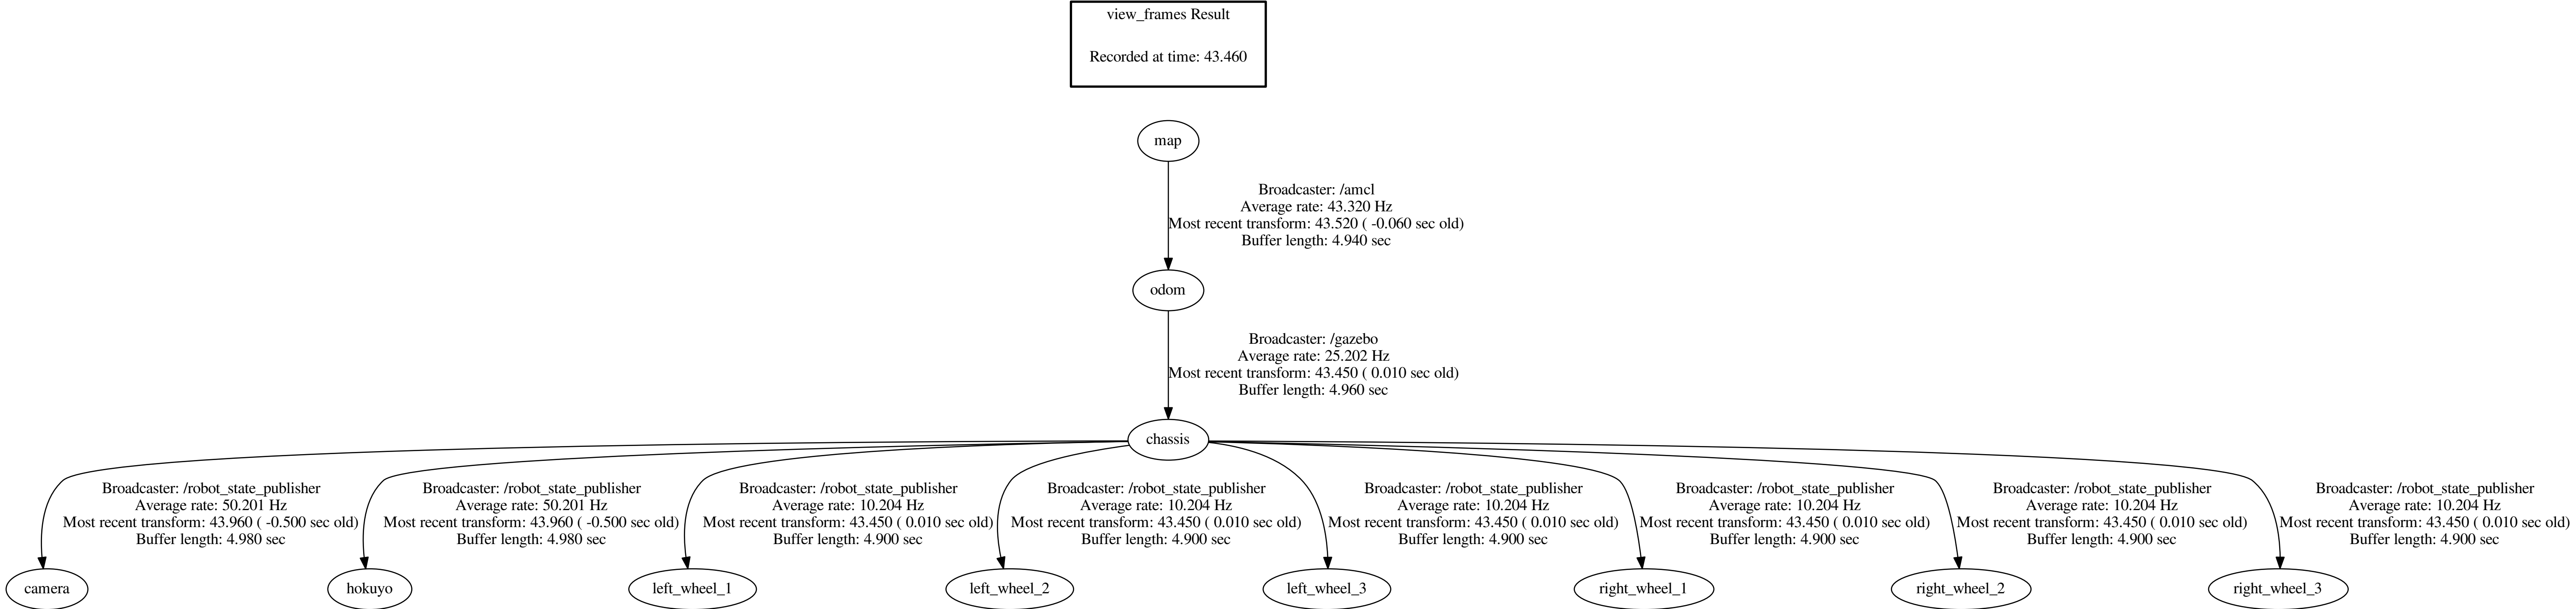 view_frames Result
Recorded at time: 43.460
map
Broadcaster: /amcl
Average rate: 43.320 Hz
Most recent transform: 43.520 ( -0.060 sec old)
Buffer length: 4.940 sec
odom
Broadcaster: /gazebo
Average rate: 25.202 Hz
Most recent transform: 43.450 ( 0.010 sec old)
Buffer length: 4.960 sec
chassis
Broadcaster: /robot_state_publisher
Average rate: 50.201 Hz
Most recent transform: 43.960 ( -0.500 sec old)
Buffer length: 4.980 sec
Broadcaster: /robot_state_publisher
Average rate: 50.201 Hz
Most recent transform: 43.960 ( -0.500 sec old)
Buffer length: 4.980 sec
Broadcaster: /robot_state_publisher
Average rate: 10.204 Hz
Most recent transform: 43.450 ( 0.010 sec old)
Buffer length: 4.900 sec
Broadcaster: /robot_state_publisher
Average rate: 10.204 Hz
Most recent transform: 43.450 ( 0.010 sec old)
Buffer length: 4.900 sec
Broadcaster: /robot_state_publisher
Average rate: 10.204 Hz
Most recent transform: 43.450 ( 0.010 sec old)
Buffer length: 4.900 sec
Broadcaster: /robot_state_publisher
Average rate: 10.204 Hz
Most recent transform: 43.450 ( 0.010 sec old)
Buffer length: 4.900 sec
Broadcaster: /robot_state_publisher
Average rate: 10.204 Hz
Most recent transform: 43.450 ( 0.010 sec old)
Buffer length: 4.900 sec
Broadcaster: /robot_state_publisher
Average rate: 10.204 Hz
Most recent transform: 43.450 ( 0.010 sec old)
Buffer length: 4.900 sec
camera
hokuyo
left_wheel_1
left_wheel_2
left_wheel_3
right_wheel_1
right_wheel_2
right_wheel_3